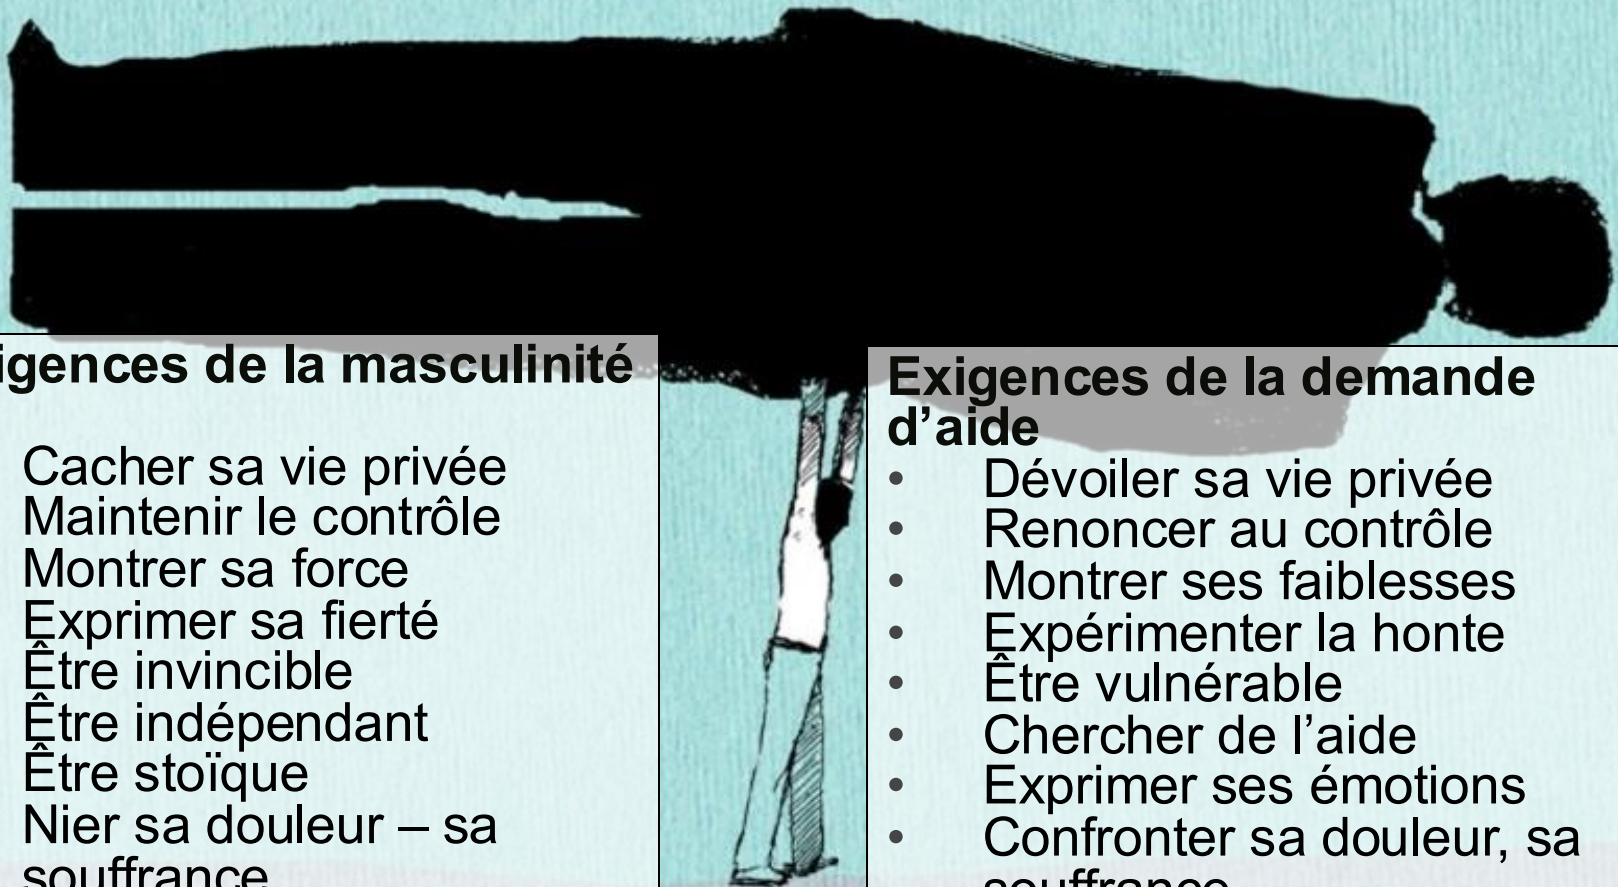 igences de la masculinité
Cacher sa vie privée
Maintenir le contrôle
Montrer sa force
Exprimer sa fierté
Être invincible
Être indépendant
Être stoïque
Nier sa douleur – sa
souffrance
Exigences de la demande
d’aide
• Dévoiler sa vie privée
• Renoncer au contrôle
• Montrer ses faiblesses
• Expérimenter la honte
• Être vulnérable
• Chercher de l’aide
• Exprimer ses émotions
• Confronter sa douleur, sa
souffrance